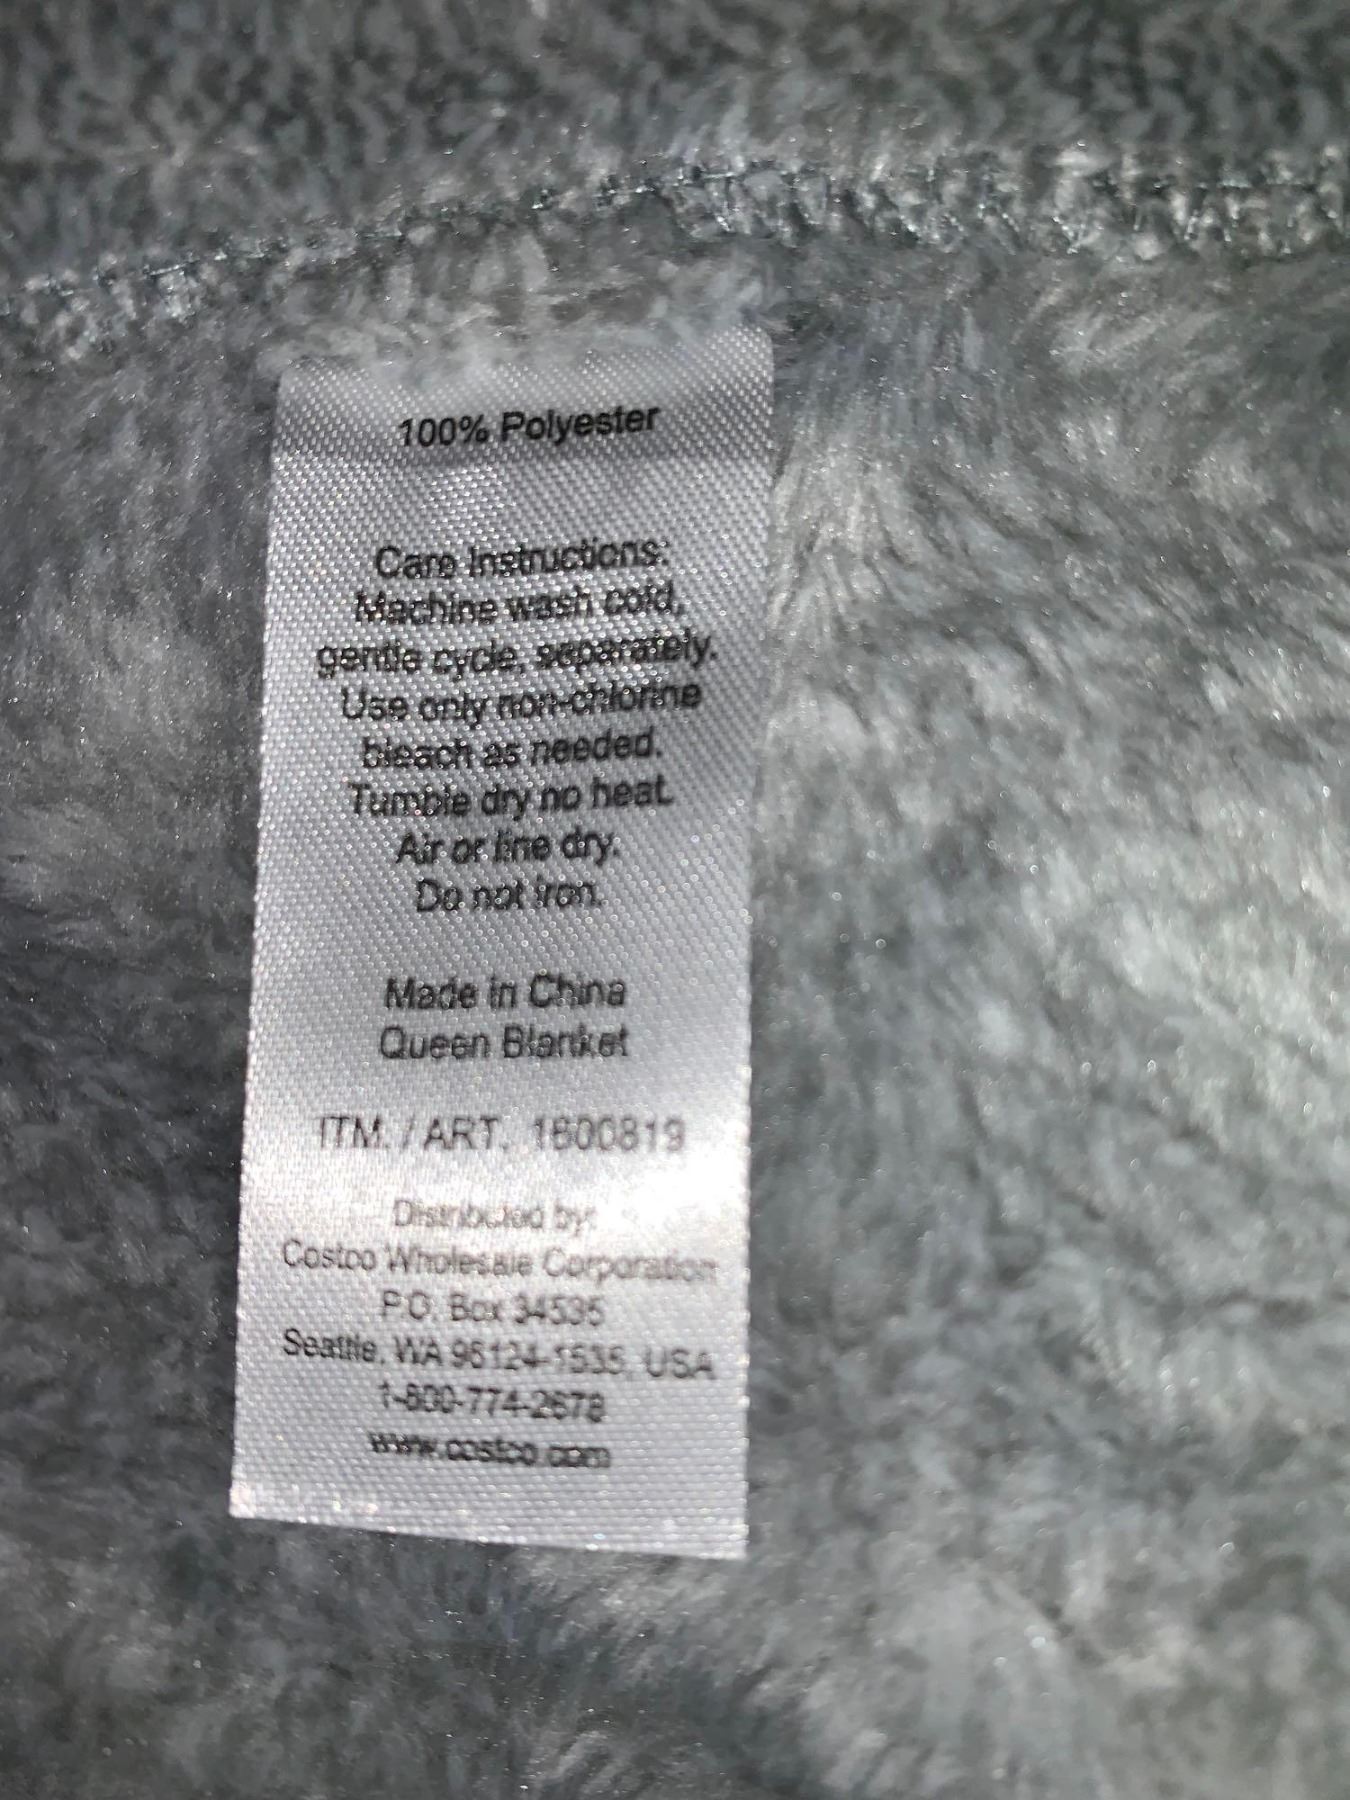 100% Polyester
Care Instructions:
Machine wash cold,
gentle cycle, separately.
Use only non-chlorine
bleach as needed.
Tumble dry no heat.
Air or line dry.
Do not iron.
Made in China
Queen Blanket
ITM. / ART. 1600819
Distributed by:
Costco Wholesale Corporation
P.O. Box 34535
Seattle, WA 98124-1535, USA
1-800-774-2678
www.costco.com